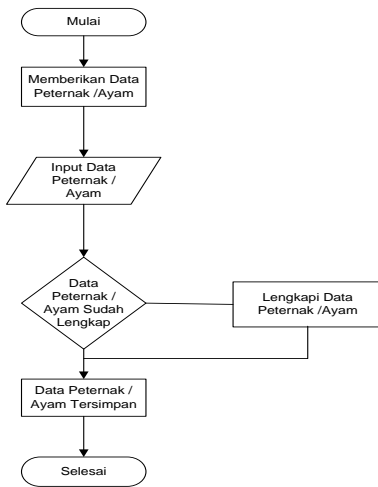 Mulai
Memberikan Data
Peternak /Ayam
Input Data
Peternak /
Ayam
Data
Peternak /
Ayam Sudah
Lengkap
Lengkapi Data
Peternak /Ayam
Data Peternak /
Ayam Tersimpan
Selesai